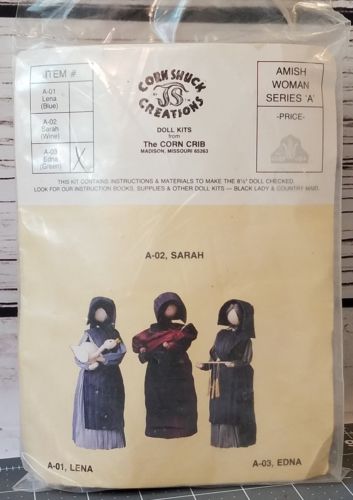 ITEM #
A-01
Lena
(Blue)
A-02
Sarah
(Wine)
A-03
Edna
(Green)
X
CORN SHUCK
BY JS
CREATIONS
DOLL KITS
from
The CORN CRIB
MADISON, MISSOURI 65263
AMISH
WOMAN
SERIES 'A'
-PRICE-
THIS KIT CONTAINS INSTRUCTIONS & MATERIALS TO MAKE THE 8½" DOLL CHECKED.
LOOK FOR OUR INSTRUCTION BOOKS, SUPPLIES & OTHER DOLL KITS — BLACK LADY & COUNTRY MAID.
A-02, SARAH
A-01, LENA
A-03, EDNA